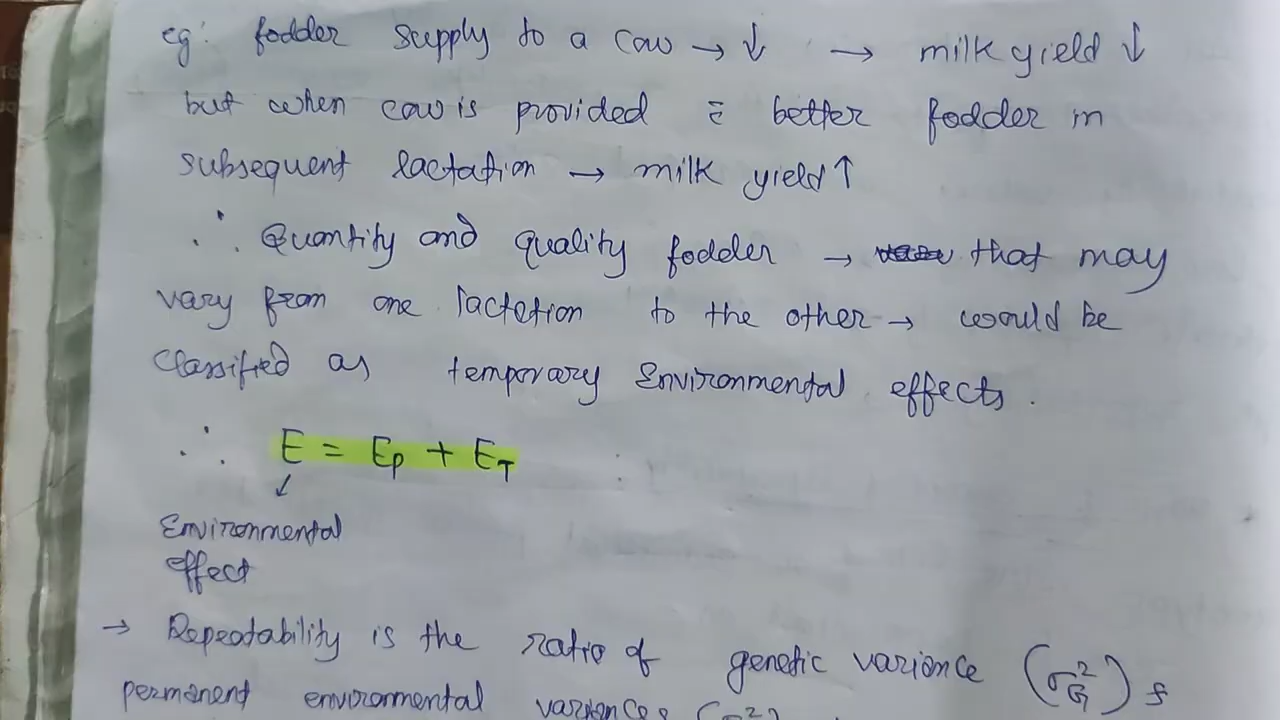 eg: fodder supply to a cow → ↓ → milk yield ↓
but when cow is provided c̄ better fodder in
subsequent lactation → milk yield ↑
∴ Quantity and quality fodder → that may
vary from one lactation to the other → would be
classified as temporary Environmental effects.
∴ E = Ep + ET
↓
Environmental
effect
→ Repeatability is the ratio of genetic varience (σ²G) &
permanent environmental variances